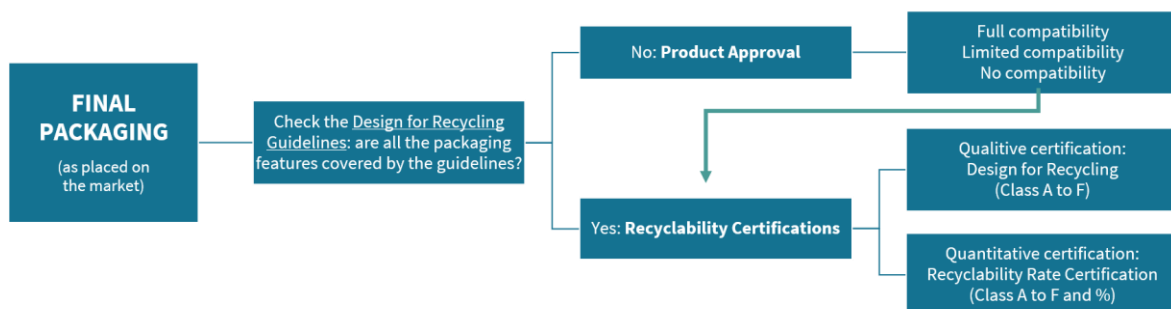 FINAL
PACKAGING
(as placed on
the market)
Check the Design for Recycling
Guidelines: are all the packaging
features covered by the guidelines?
No: Product Approval
Full compatibility
Limited compatibility
No compatibility
Yes: Recyclability Certifications
Qualitive certification:
Design for Recycling
(Class A to F)
Quantitative certification:
Recyclability Rate Certification
(Class A to F and %)